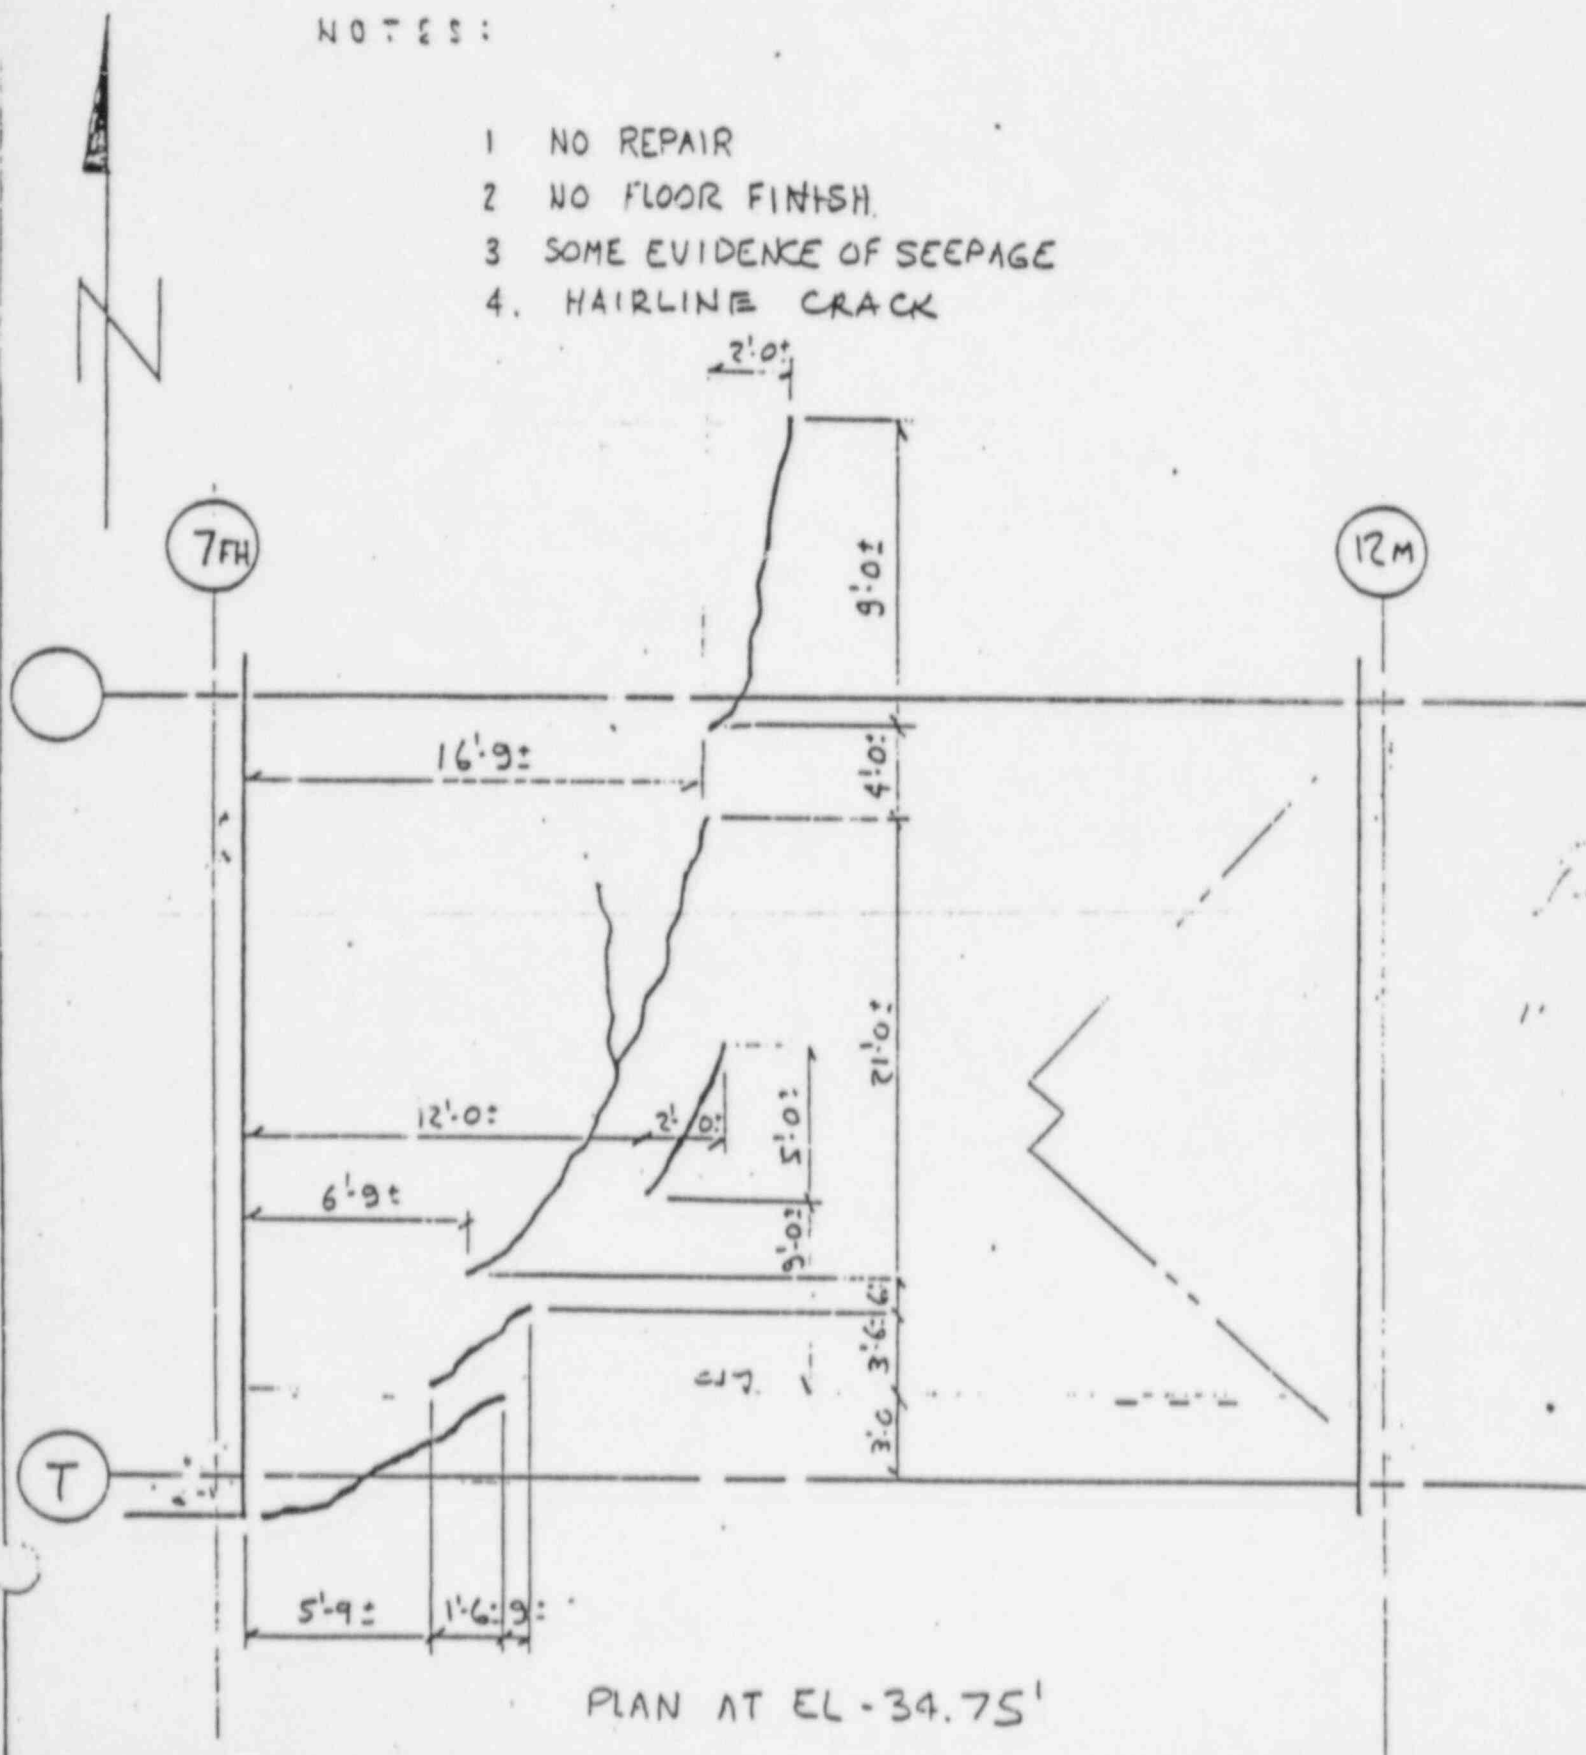 NOTES:
1 NO REPAIR
2 NO FLOOR FINISH.
3 SOME EVIDENCE OF SEEPAGE
4. HAIRLINE CRACK
2'-0±
7FH
12M
9'-0±
16'-9±
4'-0±
21'-0±
12'-0±
2'-0±
5'-0±
6'-9±
9'-0±
6
3'-6±
3'-0
T
5'-9±
1'-6±
9±
PLAN AT EL -34.75'